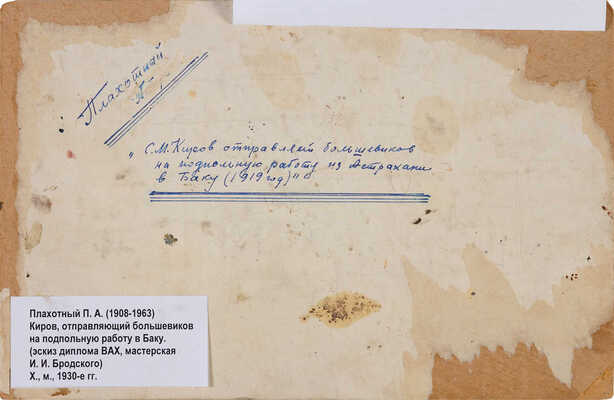 Плахотный
П.
„С.М. Киров отправляет большевиков
на подпольную работу из Астрахани
в Баку (1919 год)"
Плахотный П. А. (1908-1963)
Киров, отправляющий большевиков
на подпольную работу в Баку.
(эскиз диплома ВАХ, мастерская
И. И. Бродского)
Х., м., 1930-е гг.